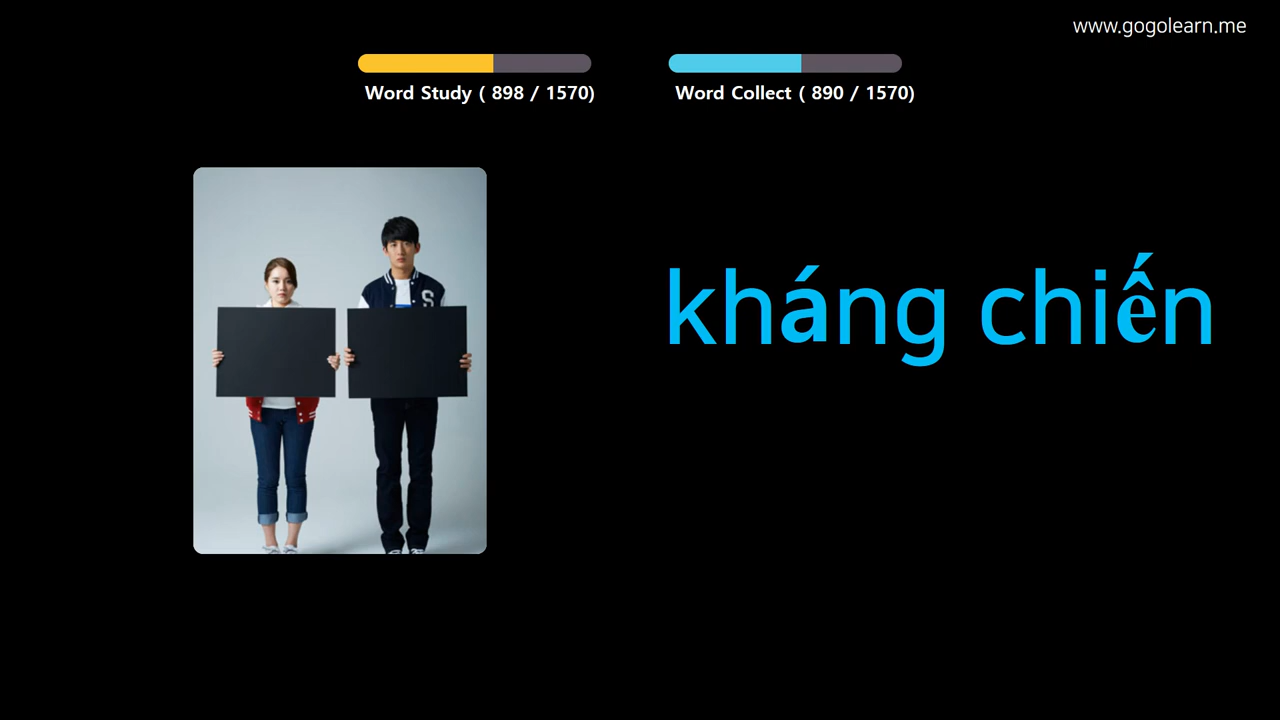 www.gogolearn.me
Word Study ( 898 / 1570)
Word Collect ( 890 / 1570)
S
kháng chiến